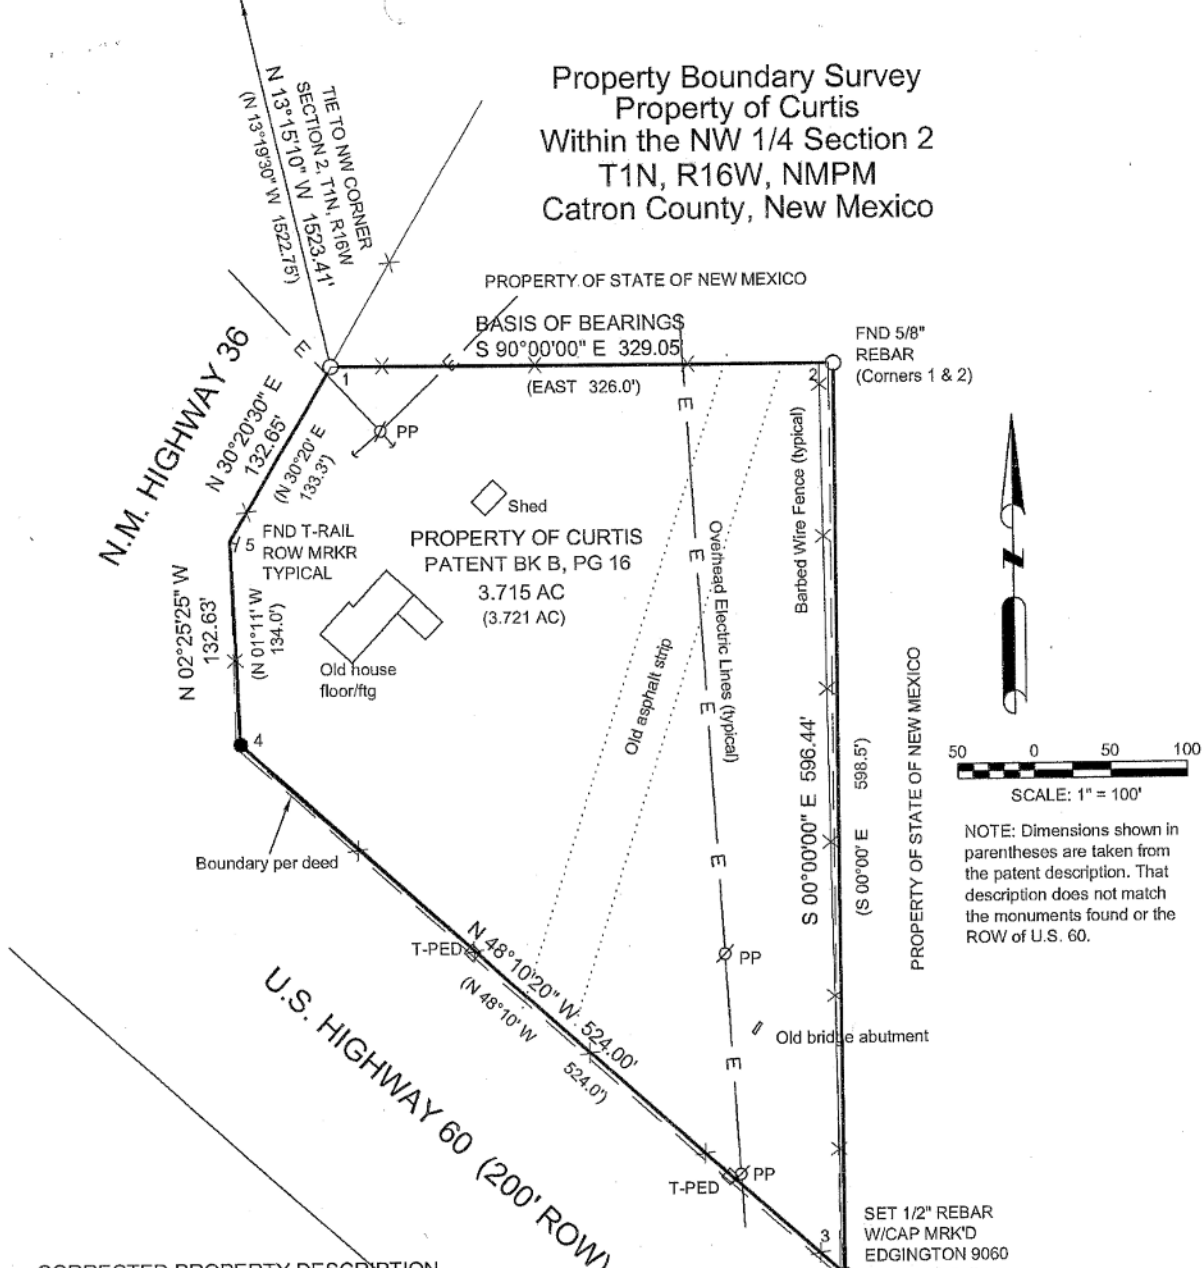 Property Boundary Survey
Property of Curtis
Within the NW 1/4 Section 2
T1N, R16W, NMPM
Catron County, New Mexico
TIE TO NW CORNER
SECTION 2, T1N, R16W
N 13°15'10" W 1523.41'
(N 13°19'30" W 1522.75')
PROPERTY OF STATE OF NEW MEXICO
BASIS OF BEARINGS
S 90°00'00" E 329.05'
(EAST 326.0')
FND 5/8"
REBAR
(Corners 1 & 2)
1
2
E
E
E
N.M. HIGHWAY 36
N 30°20'30" E
132.65'
(N 30°20' E
133.3')
PP
Shed
5
FND T-RAIL
ROW MRKR
TYPICAL
PROPERTY OF CURTIS
PATENT BK B, PG 16
3.715 AC
(3.721 AC)
Barbed Wire Fence (typical)
Overhead Electric Lines (typical)
E
E
Old asphalt strip
N 02°25'25" W
132.63'
(N 01°11' W
134.0')
Old house
floor/ftg
4
Boundary per deed
S 00°00'00" E 596.44'
(S 00°00' E 598.5')
PROPERTY OF STATE OF NEW MEXICO
N
50 0 50 100
SCALE: 1" = 100'
NOTE: Dimensions shown in
parentheses are taken from
the patent description. That
description does not match
the monuments found or the
ROW of U.S. 60.
E
T-PED
N 48°10'20" W 524.00'
(N 48°10' W 524.0')
PP
Old bridge abutment
E
U.S. HIGHWAY 60 (200' ROW)
T-PED
PP
3
SET 1/2" REBAR
W/CAP MRK'D
EDGINGTON 9060
CORRECTED PROPERTY DESCRIPTION